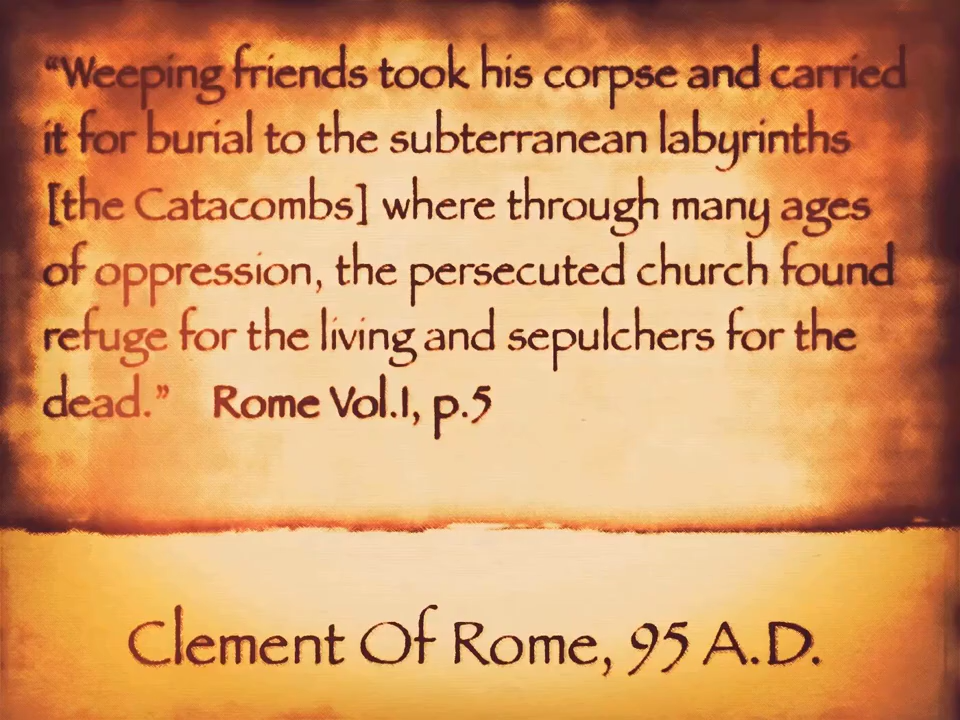 “Weeping friends took his corpse and carried
it for burial to the subterranean labyrinths
[the Catacombs] where through many ages
of oppression, the persecuted church found
refuge for the living and sepulchers for the
dead.” Rome Vol.I, p.5
Clement Of Rome, 95 A.D.